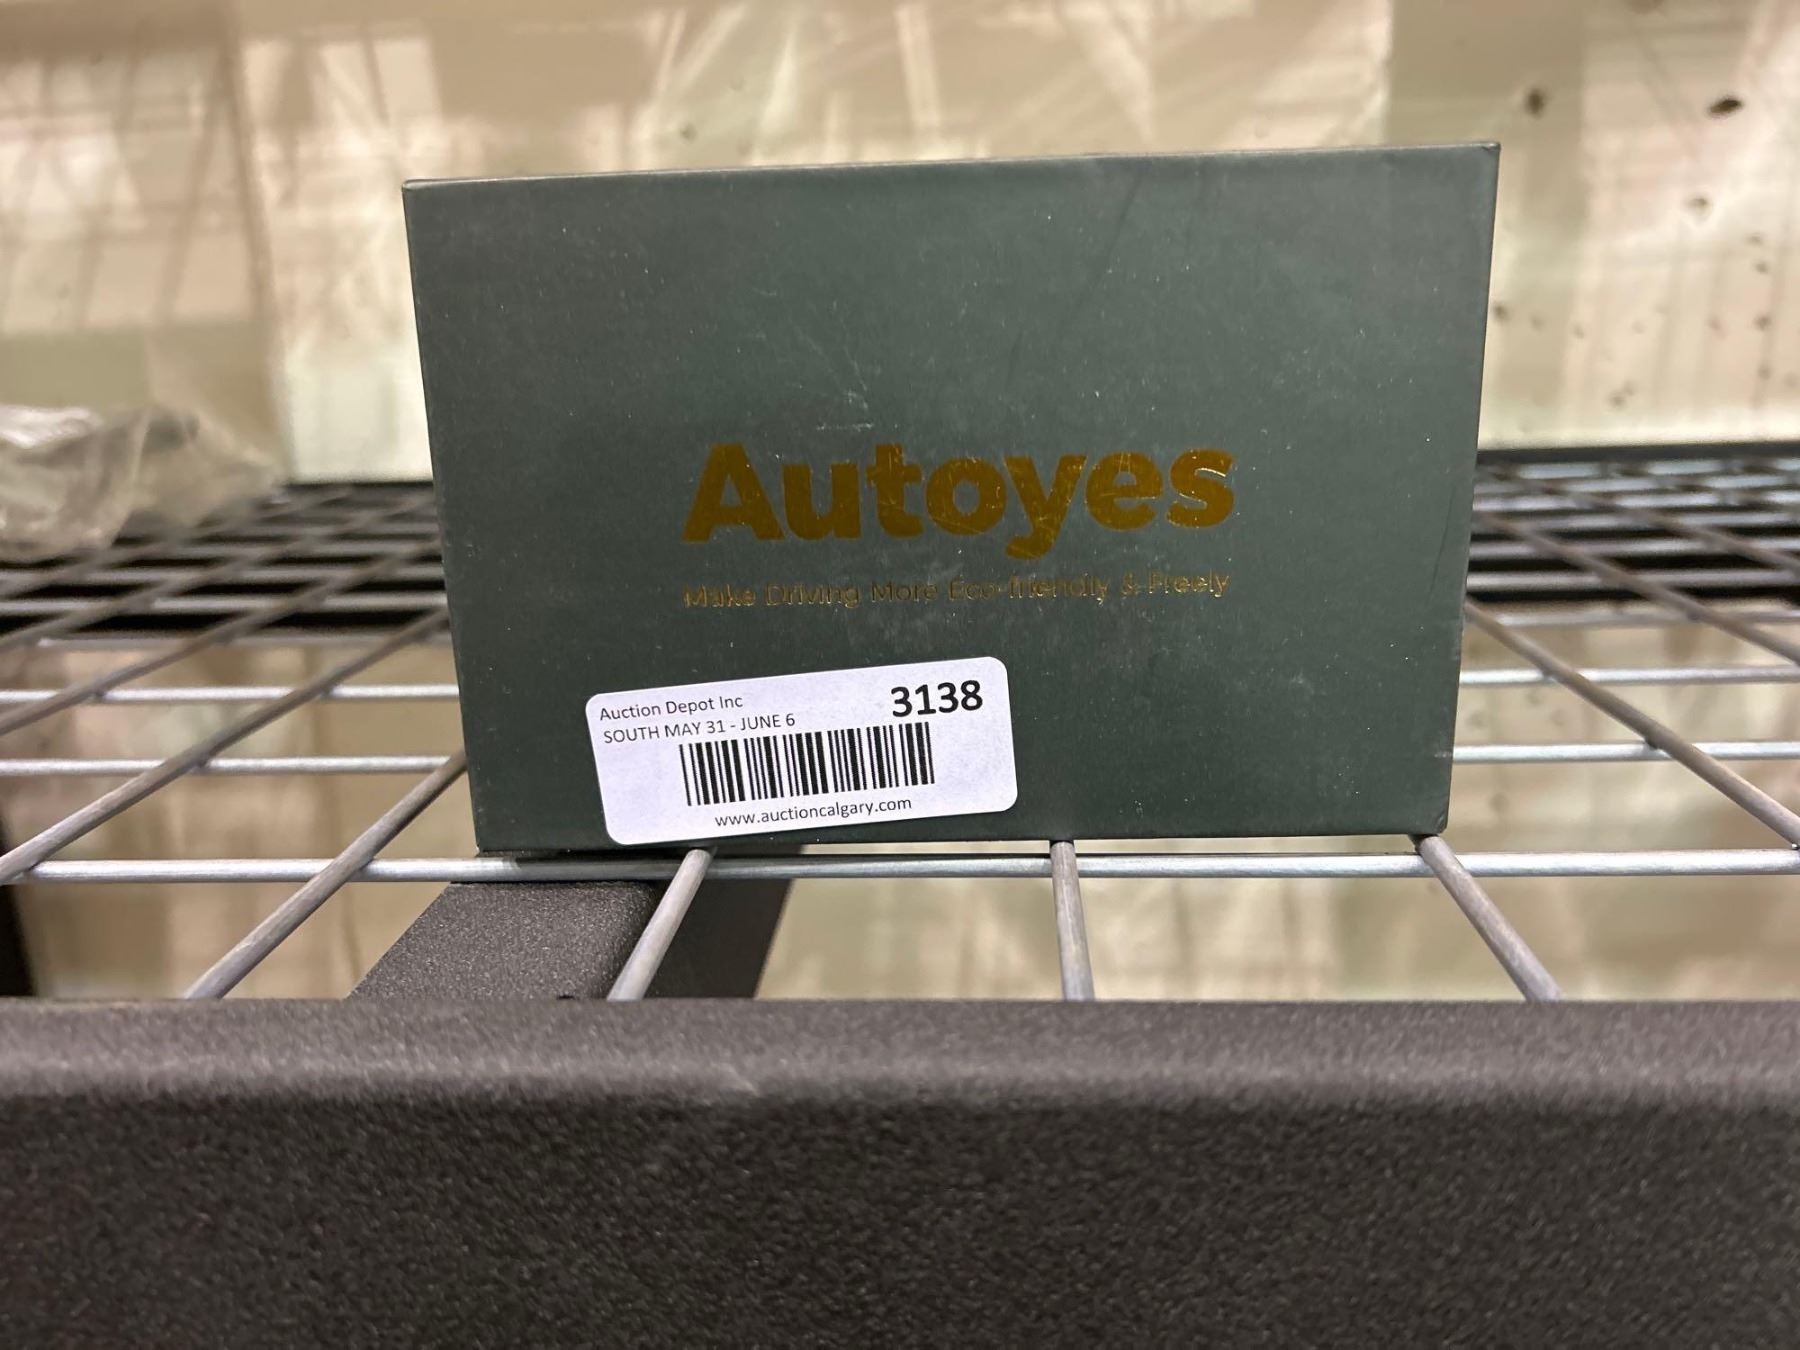 Autoyes
Make Driving More Eco-friendly & Freely
Auction Depot Inc 3138
SOUTH MAY 31 - JUNE 6
www.auctioncalgary.com